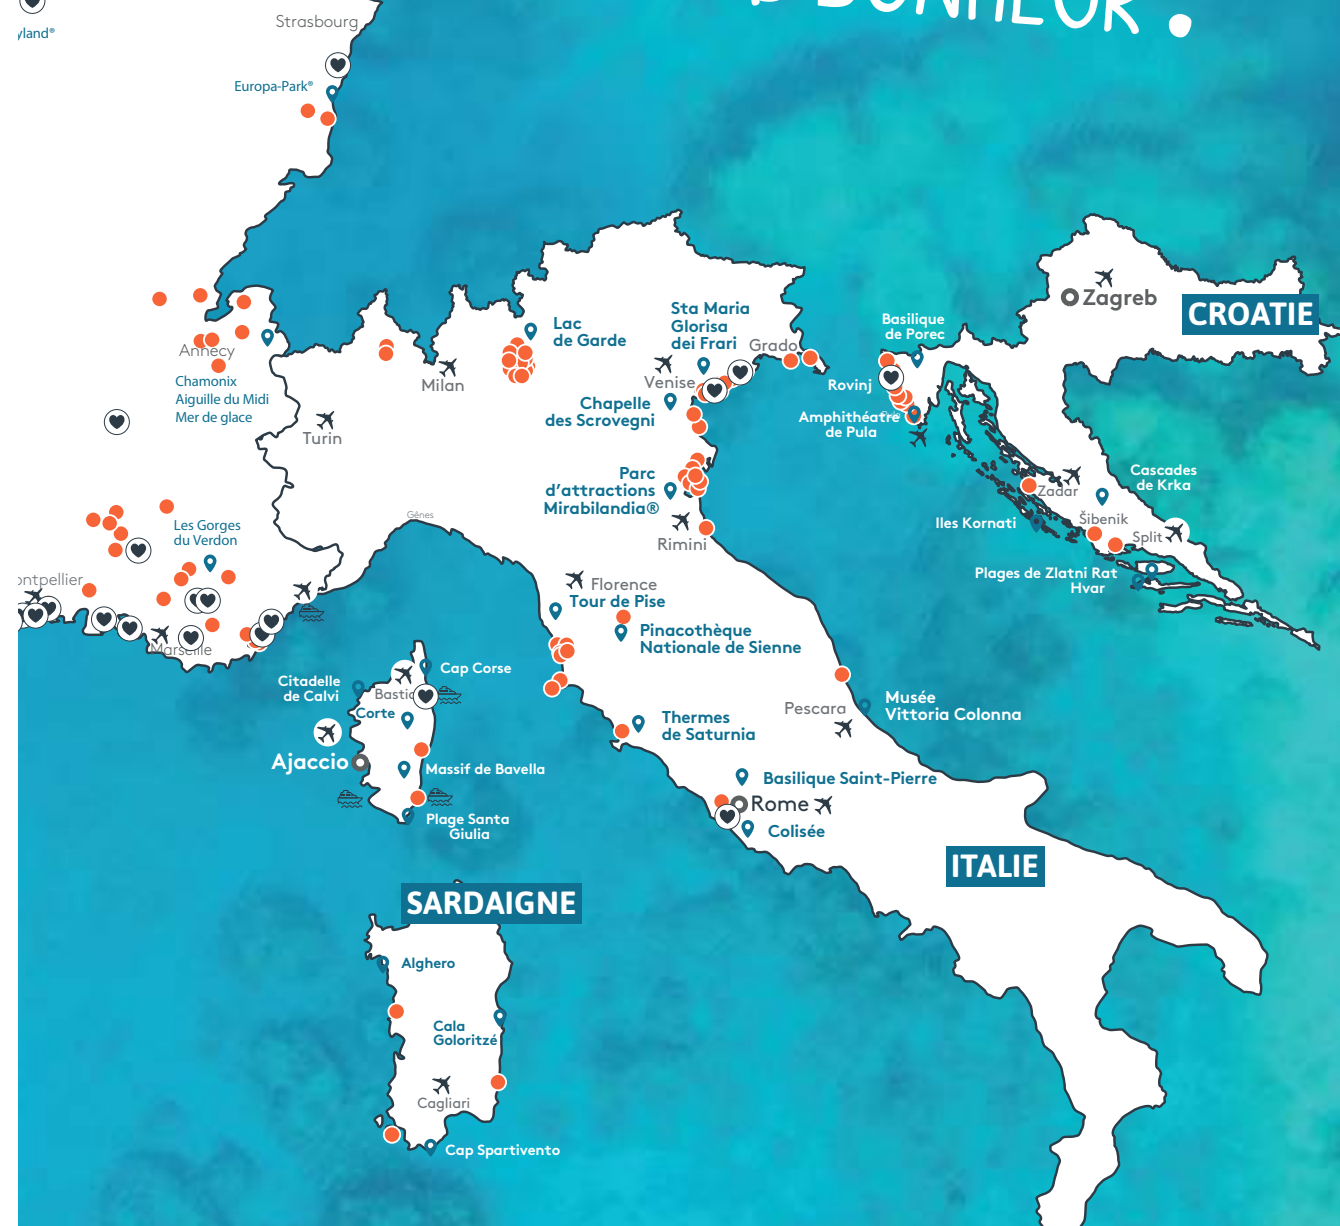 BONHEUR.
Strasbourg
yland®
Europa-Park®
Annecy
Chamonix
Aiguille du Midi
Mer de glace
Turin
Milan
Lac
de Garde
Sta Maria
Glorisa
dei Frari
Grado
Venise
Chapelle
des Scrovegni
Parc
d'attractions
Mirabilandia®
Rimini
Zagreb
CROATIE
Basilique
de Porec
Rovinj
Amphithéatre
de Pula
Zadar
Cascades
de Krka
Iles Kornati
Šibenik
Split
Plages de Zlatni Rat
Hvar
Les Gorges
du Verdon
Gênes
ontpellier
Marseille
Florence
Tour de Pise
Pinacothèque
Nationale de Sienne
Cap Corse
Citadelle
de Calvi
Bastia
Corte
Ajaccio
Massif de Bavella
Plage Santa
Giulia
Thermes
de Saturnia
Pescara
Musée
Vittoria Colonna
Basilique Saint-Pierre
Rome
Colisée
ITALIE
SARDAIGNE
Alghero
Cala
Goloritzé
Cagliari
Cap Spartivento